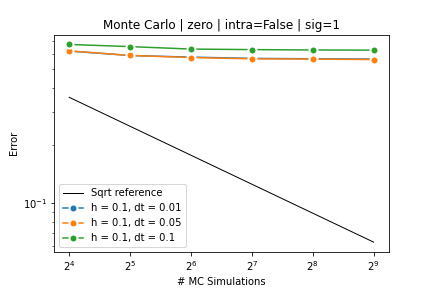 Monte Carlo | zero | intra=False | sig=1
Error
10⁻¹
Sqrt reference
h = 0.1, dt = 0.01
h = 0.1, dt = 0.05
h = 0.1, dt = 0.1
2⁴ 2⁵ 2⁶ 2⁷ 2⁸ 2⁹
# MC Simulations